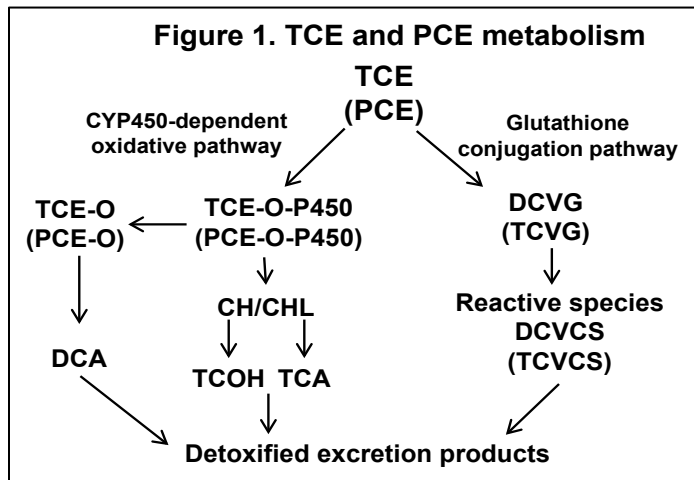 Figure 1. TCE and PCE metabolism
TCE
(PCE)
CYP450-dependent
oxidative pathway
Glutathione
conjugation pathway
TCE-O
(PCE-O)
TCE-O-P450
(PCE-O-P450)
DCVG
(TCVG)
CH/CHL
Reactive species
DCVCS
(TCVCS)
DCA
TCOH TCA
Detoxified excretion products